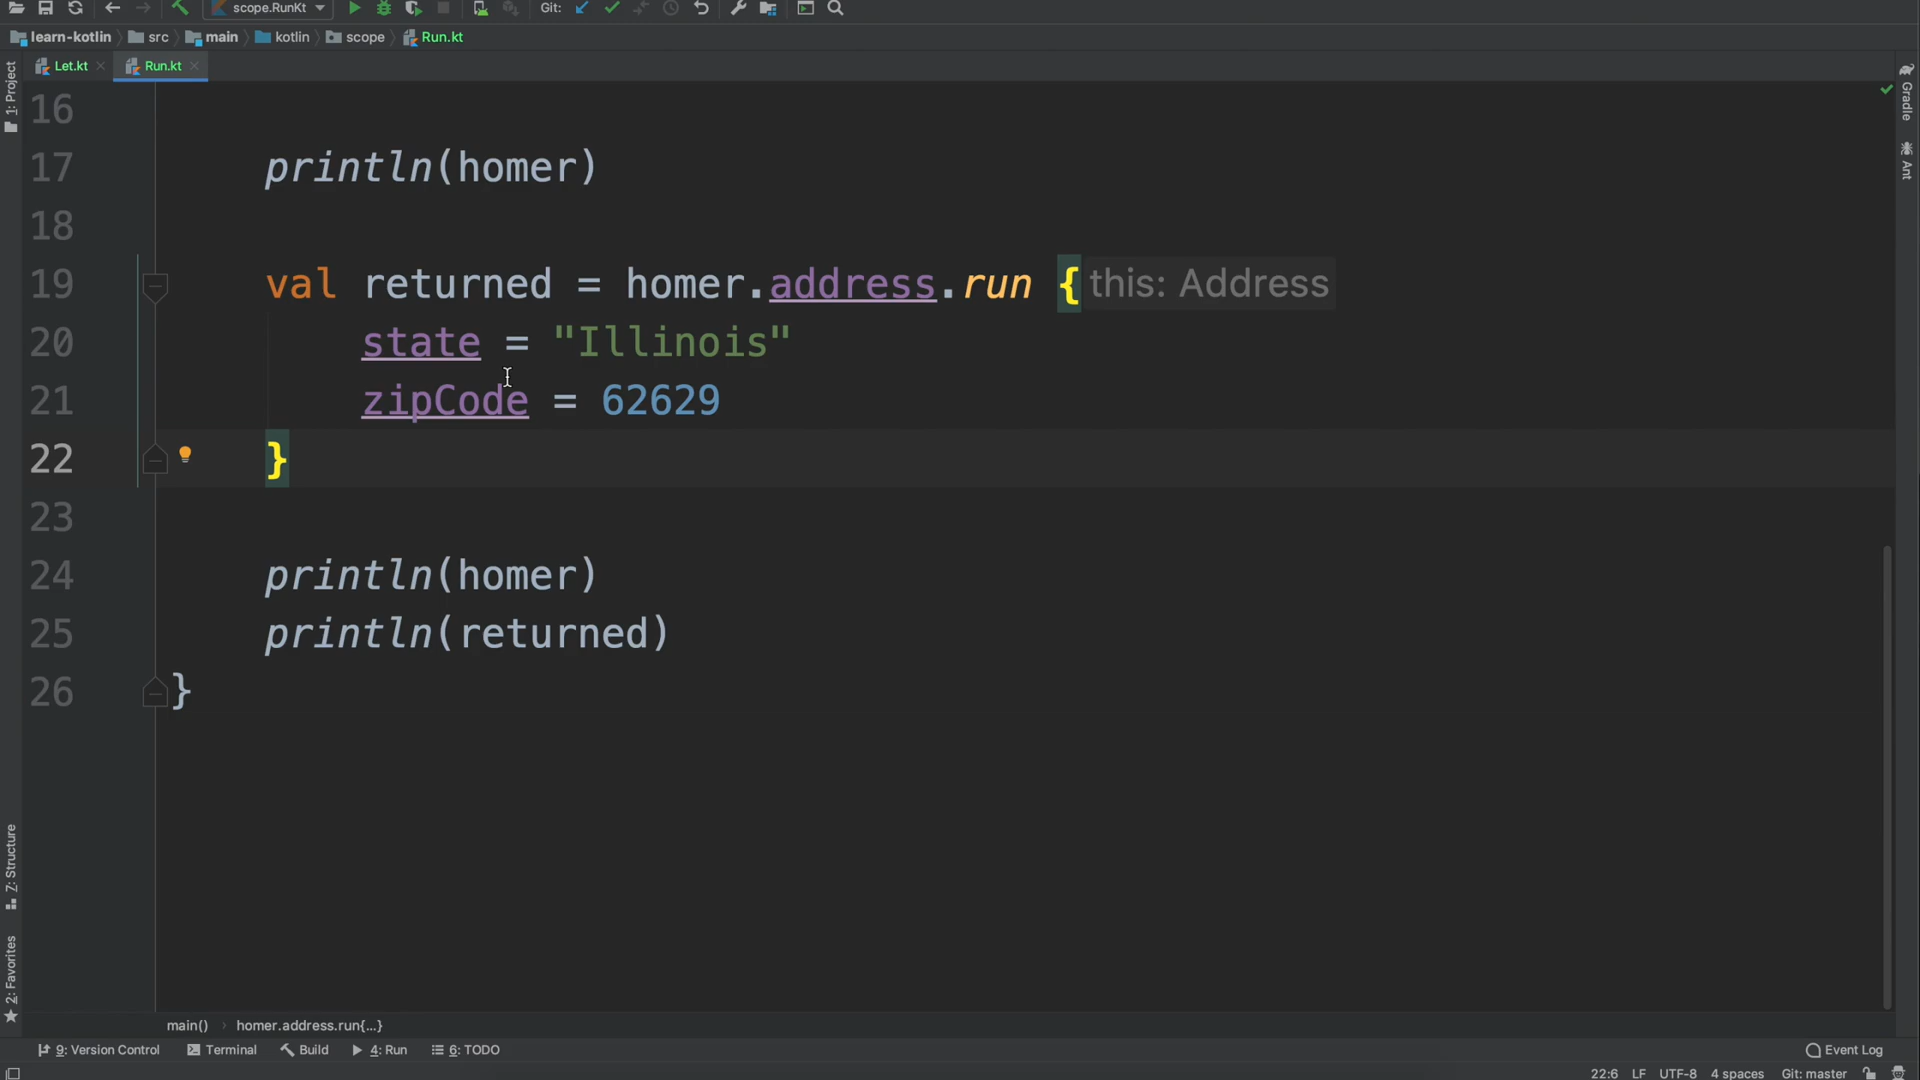 scope.RunKt
Git:
learn-kotlin src main kotlin scope Run.kt
Let.kt Run.kt
1: Project
Gradle
Ant
16
17 println(homer)
18
19 val returned = homer.address.run { this: Address
20 state = "Illinois"
21 zipCode = 62629
22 }
23
24 println(homer)
25 println(returned)
26 }
7: Structure
2: Favorites
main() homer.address.run{...}
9: Version Control Terminal Build 4: Run 6: TODO Event Log
22:6 LF UTF-8 4 spaces Git: master